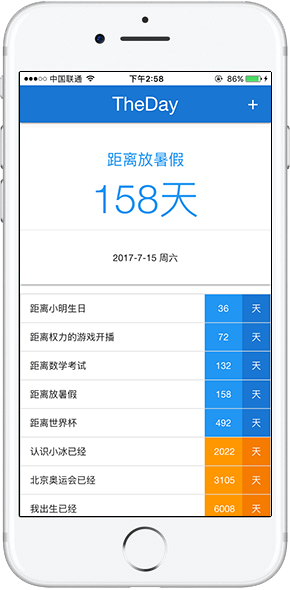 中国联通 下午2:58 86%
TheDay +
距离放暑假
158天
2017-7-15 周六
距离小明生日 36 天
距离权力的游戏开播 72 天
距离数学考试 132 天
距离放暑假 158 天
距离世界杯 492 天
认识小冰已经 2022 天
北京奥运会已经 3105 天
我出生已经 6008 天